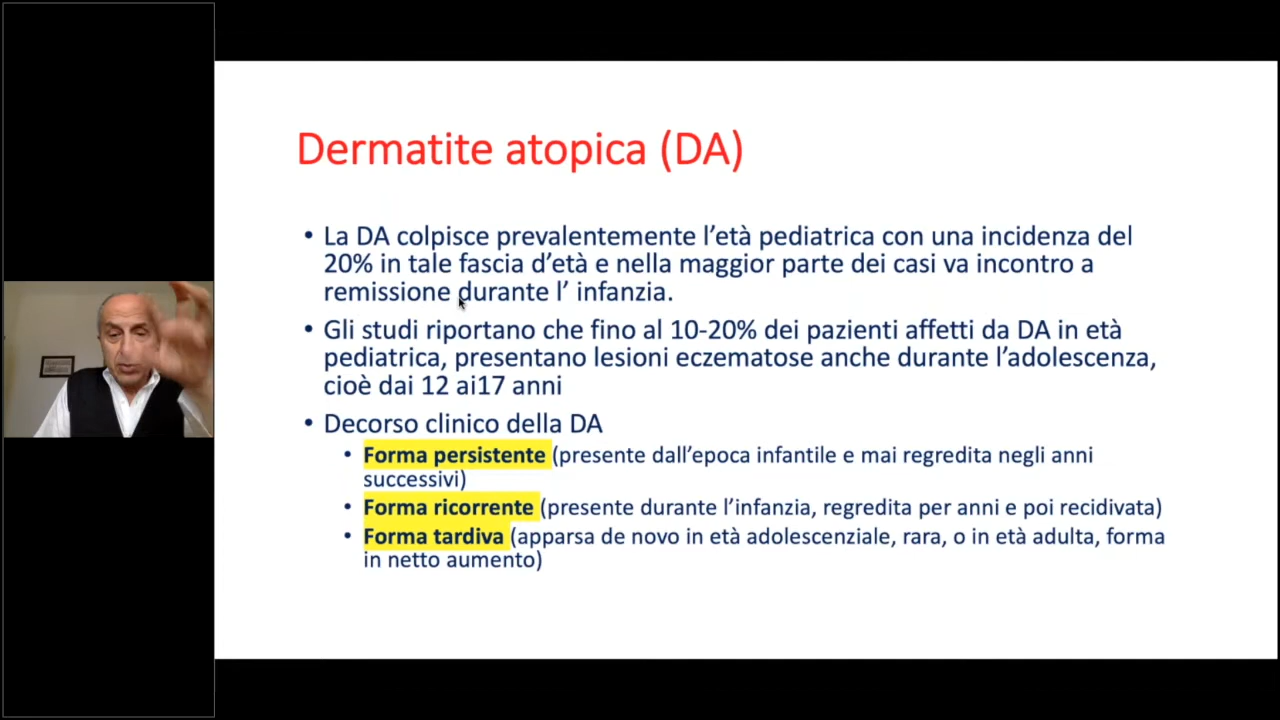 Dermatite atopica (DA)
• La DA colpisce prevalentemente l’età pediatrica con una incidenza del
20% in tale fascia d’età e nella maggior parte dei casi va incontro a
remissione durante l’ infanzia.
• Gli studi riportano che fino al 10-20% dei pazienti affetti da DA in età
pediatrica, presentano lesioni eczematose anche durante l’adolescenza,
cioè dai 12 ai17 anni
• Decorso clinico della DA
• Forma persistente (presente dall’epoca infantile e mai regredita negli anni
successivi)
• Forma ricorrente (presente durante l’infanzia, regredita per anni e poi recidivata)
• Forma tardiva (apparsa de novo in età adolescenziale, rara, o in età adulta, forma
in netto aumento)